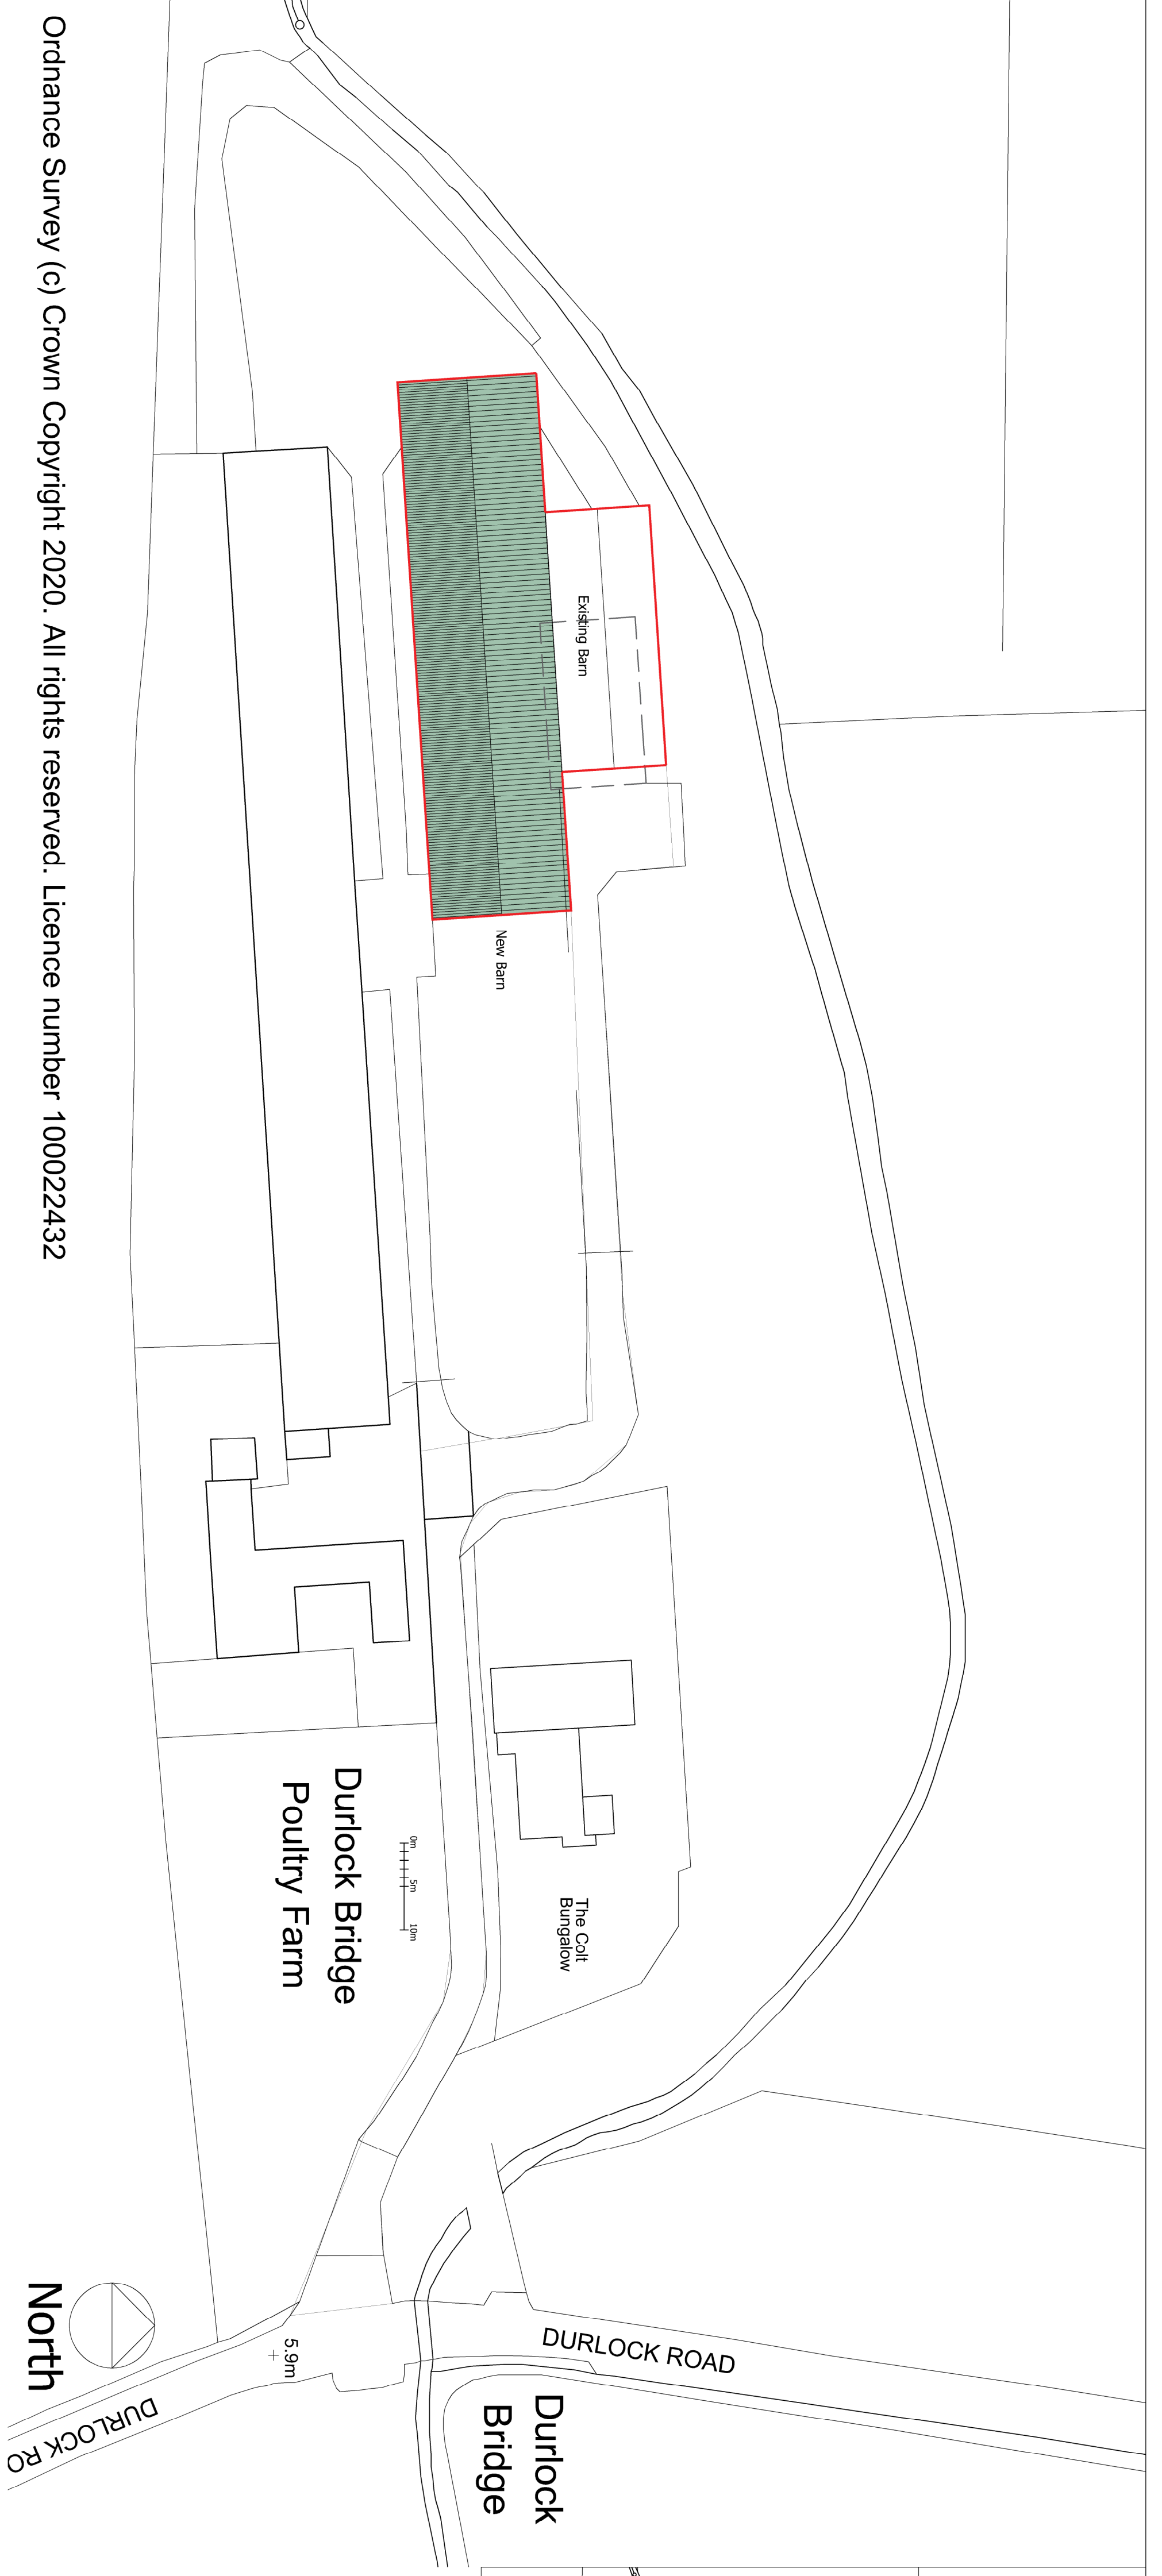 Existing Barn
New Barn
The Colt
Bungalow
0m
5m
10m
Durlock Bridge
Poultry Farm
DURLOCK ROAD
Durlock
Bridge
5.9m
DURLOCK RO
North
Ordnance Survey (c) Crown Copyright 2020. All rights reserved. Licence number 100022432